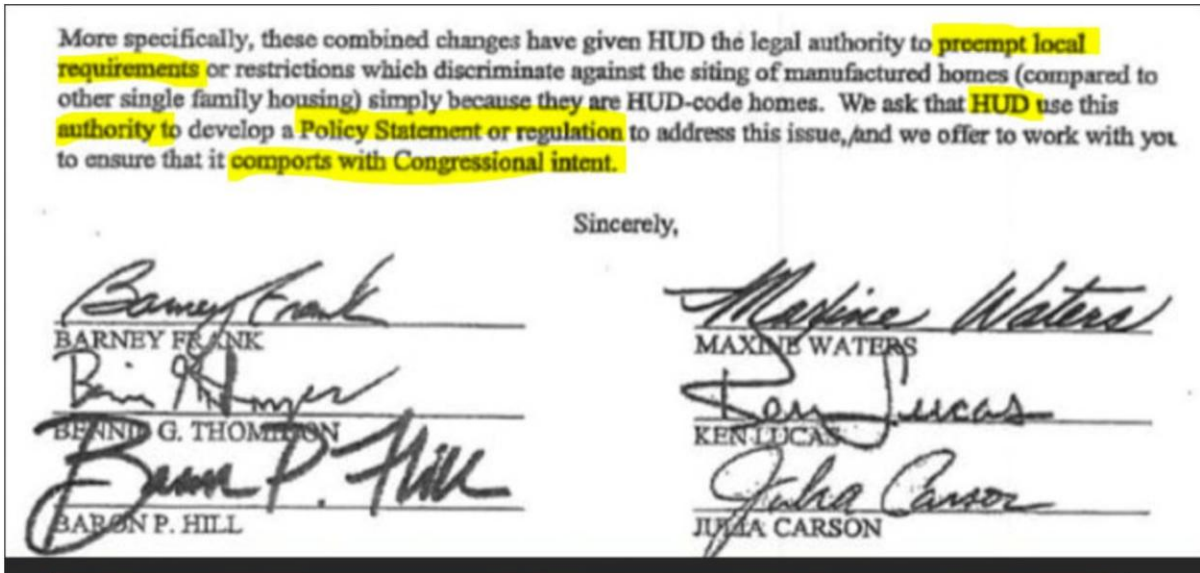 More specifically, these combined changes have given HUD the legal authority to preempt local
requirements or restrictions which discriminate against the siting of manufactured homes (compared to
other single family housing) simply because they are HUD-code homes. We ask that HUD use this
authority to develop a Policy Statement or regulation to address this issue, and we offer to work with you
to ensure that it comports with Congressional intent.
Sincerely,
Barney Frank
BARNEY FRANK
Maxine Waters
MAXINE WATERS
BENNIE G. THOMPSON
Ken Lucas
KEN LUCAS
Baron P. Hill
BARON P. HILL
Julia Carson
JULIA CARSON